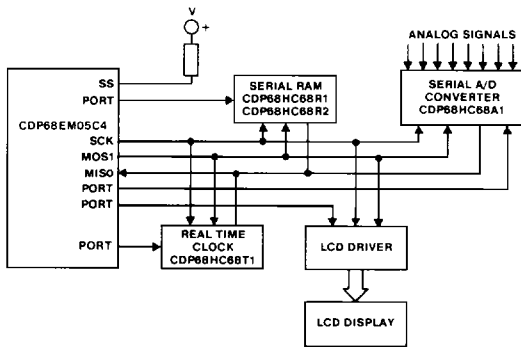 V
+
ANALOG SIGNALS
SS
PORT
SERIAL RAM
CDP68HC68R1
CDP68HC68R2
SERIAL A/D
CONVERTER
CDP68HC68A1
CDP68EM05C4
SCK
MOS1
MISO
PORT
PORT
PORT
REAL TIME
CLOCK
CDP68HC68T1
LCD DRIVER
LCD DISPLAY